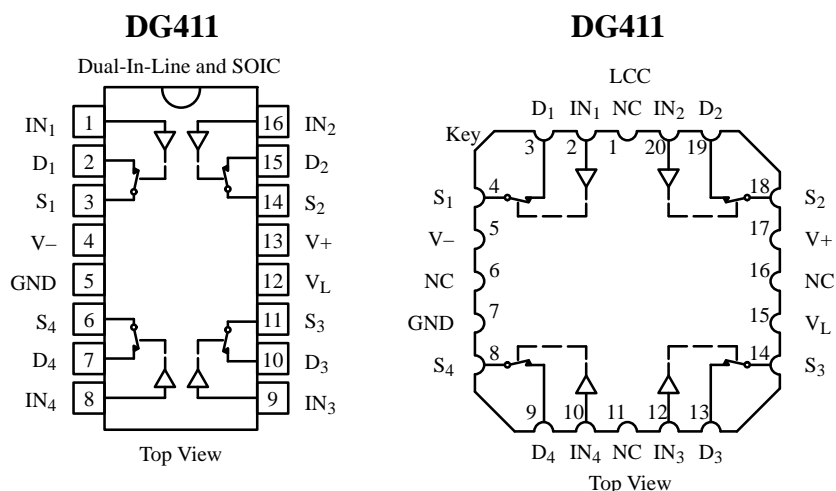 DG411
Dual-In-Line and SOIC
IN1 1 16 IN2
D1 2 15 D2
S1 3 14 S2
V– 4 13 V+
GND 5 12 VL
S4 6 11 S3
D4 7 10 D3
IN4 8 9 IN3
Top View
DG411
LCC
D1 IN1 NC IN2 D2
Key
3 2 1 20 19
S1 4 18 S2
V– 5 17 V+
NC 6 16 NC
GND 7 15 VL
S4 8 14 S3
9 10 11 12 13
D4 IN4 NC IN3 D3
Top View